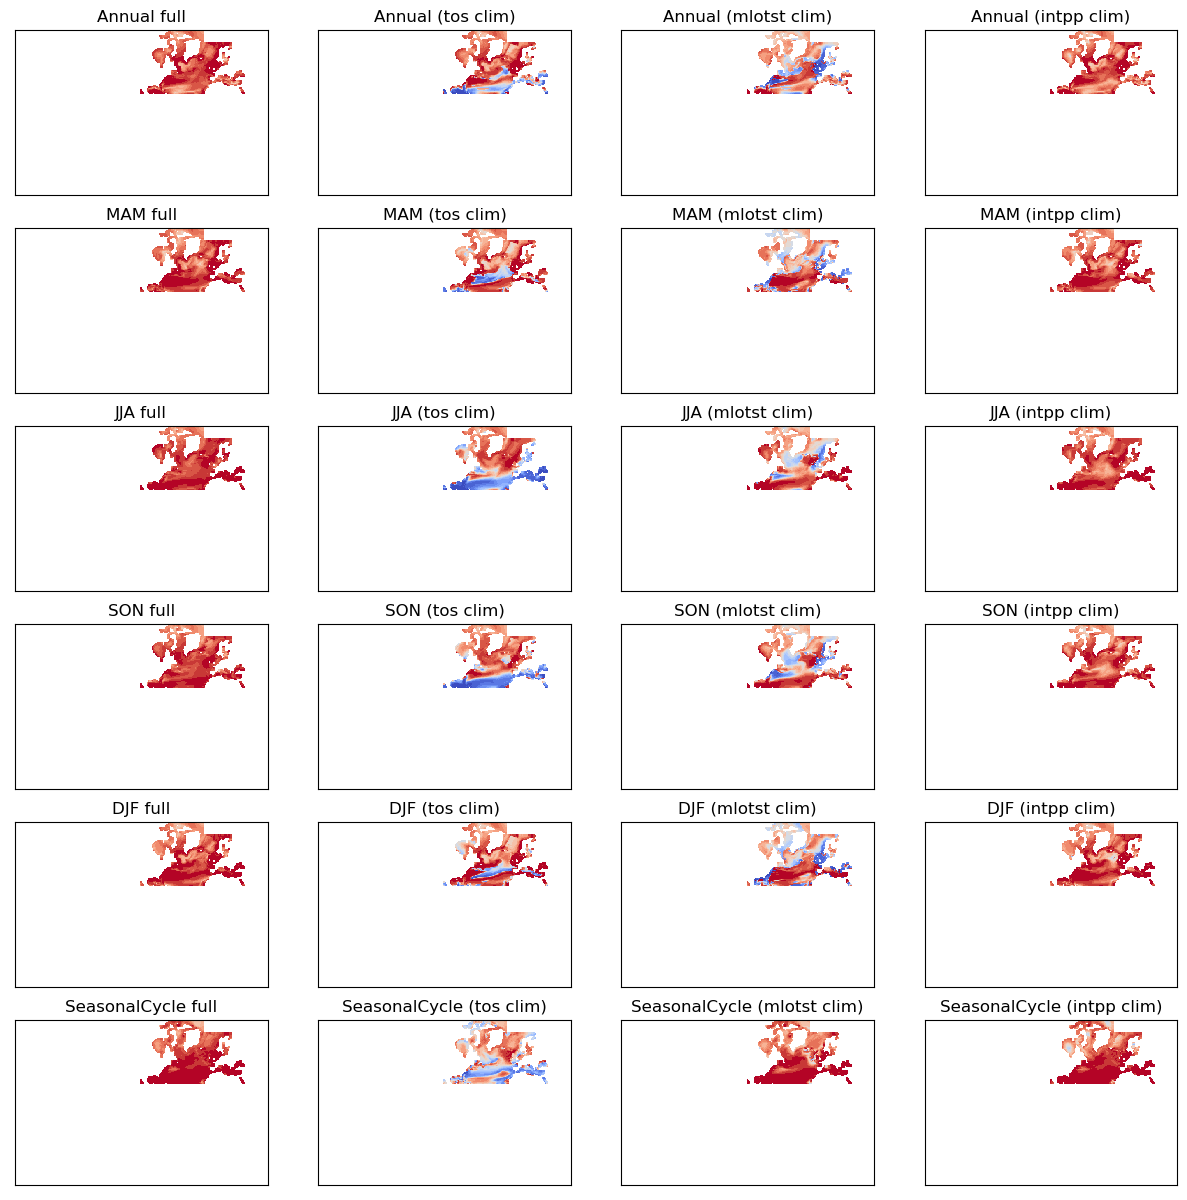 Annual full
Annual (tos clim)
Annual (mlotst clim)
Annual (intpp clim)
MAM full
MAM (tos clim)
MAM (mlotst clim)
MAM (intpp clim)
JJA full
JJA (tos clim)
JJA (mlotst clim)
JJA (intpp clim)
SON full
SON (tos clim)
SON (mlotst clim)
SON (intpp clim)
DJF full
DJF (tos clim)
DJF (mlotst clim)
DJF (intpp clim)
SeasonalCycle full
SeasonalCycle (tos clim)
SeasonalCycle (mlotst clim)
SeasonalCycle (intpp clim)